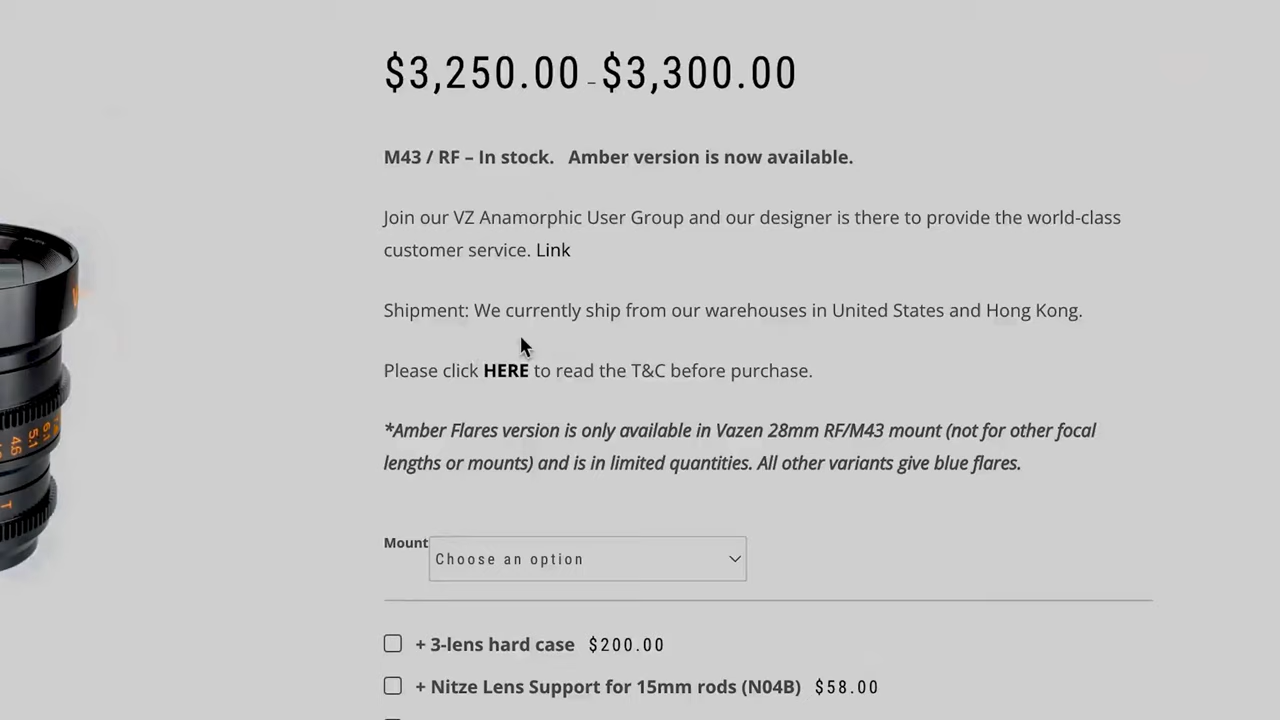 $3,250.00 – $3,300.00
M43 / RF – In stock. Amber version is now available.
Join our VZ Anamorphic User Group and our designer is there to provide the world-class
customer service. Link
Shipment: We currently ship from our warehouses in United States and Hong Kong.
Please click HERE to read the T&C before purchase.
*Amber Flares version is only available in Vazen 28mm RF/M43 mount (not for other focal
lengths or mounts) and is in limited quantities. All other variants give blue flares.
Mount Choose an option
+ 3-lens hard case $200.00
+ Nitze Lens Support for 15mm rods (N04B) $58.00